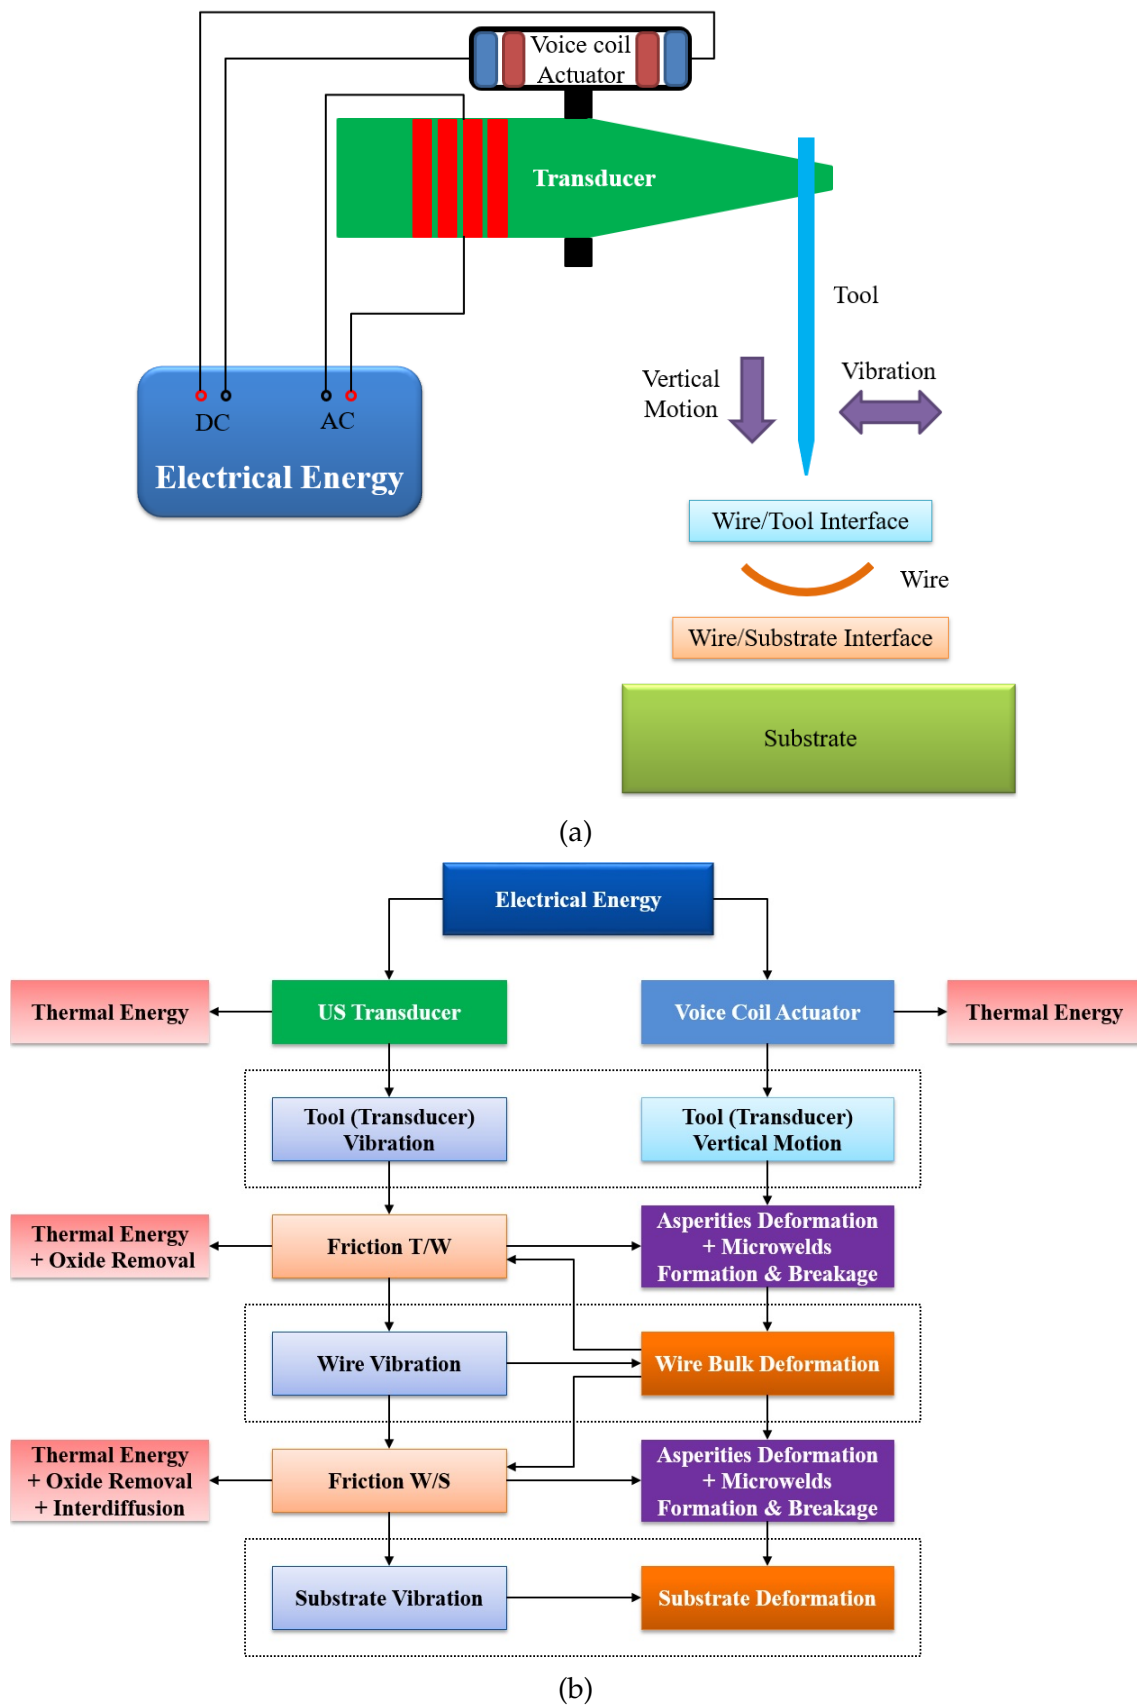 Voice coil
Actuator
Transducer
Tool
Vertical
Motion
Vibration
DC
AC
Electrical Energy
Wire/Tool Interface
Wire
Wire/Substrate Interface
Substrate
(a)
Electrical Energy
Thermal Energy
US Transducer
Voice Coil Actuator
Thermal Energy
Tool (Transducer)
Vibration
Tool (Transducer)
Vertical Motion
Thermal Energy
+ Oxide Removal
Friction T/W
Asperities Deformation
+ Microwelds
Formation & Breakage
Wire Vibration
Wire Bulk Deformation
Thermal Energy
+ Oxide Removal
+ Interdiffusion
Friction W/S
Asperities Deformation
+ Microwelds
Formation & Breakage
Substrate Vibration
Substrate Deformation
(b)